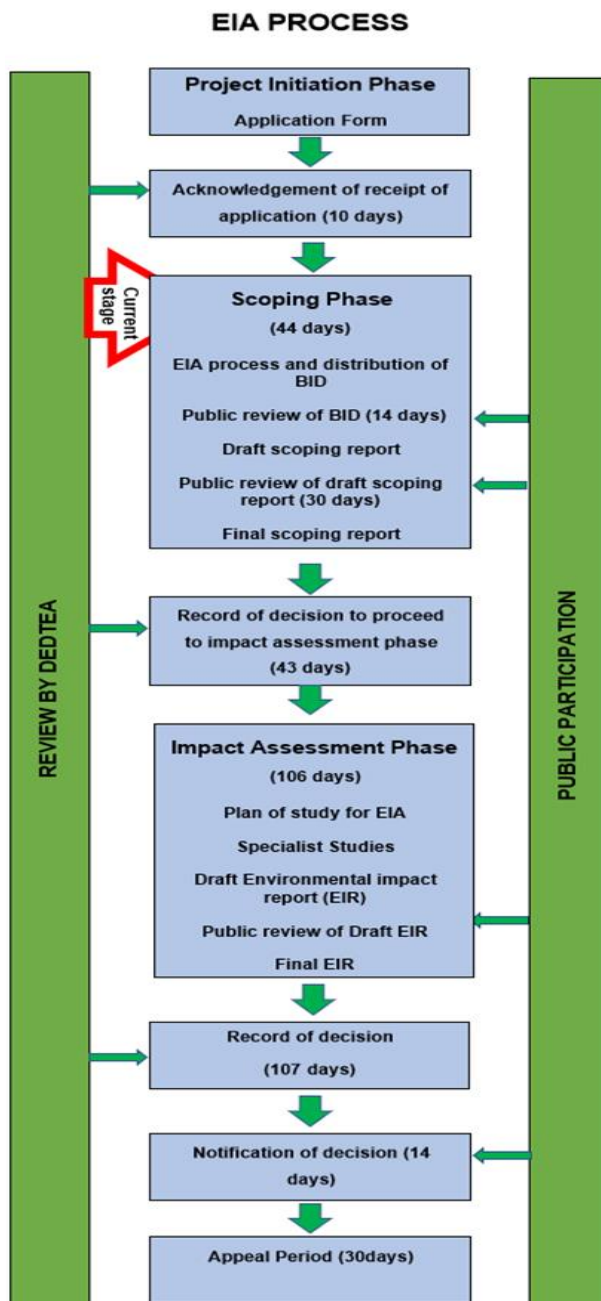 EIA PROCESS
Project Initiation Phase
Application Form
Acknowledgement of receipt of
application (10 days)
Current
stage
Scoping Phase
(44 days)
EIA process and distribution of
BID
Public review of BID (14 days)
Draft scoping report
Public review of draft scoping
report (30 days)
Final scoping report
Record of decision to proceed
to impact assessment phase
(43 days)
Impact Assessment Phase
(106 days)
Plan of study for EIA
Specialist Studies
Draft Environmental impact
report (EIR)
Public review of Draft EIR
Final EIR
Record of decision
(107 days)
Notification of decision (14
days)
Appeal Period (30days)
REVIEW BY DEDTEA
PUBLIC PARTICIPATION